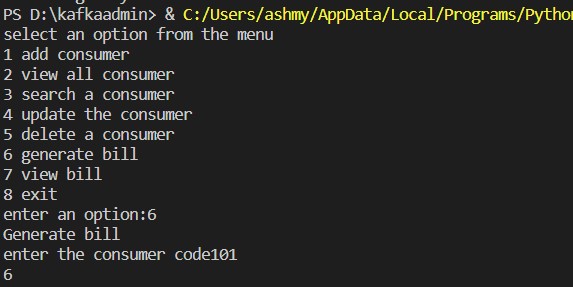 PS D:\kafkaadmin> & C:/Users/ashmy/AppData/Local/Programs/Python
select an option from the menu
1 add consumer
2 view all consumer
3 search a consumer
4 update the consumer
5 delete a consumer
6 generate bill
7 view bill
8 exit
enter an option:6
Generate bill
enter the consumer code101
6